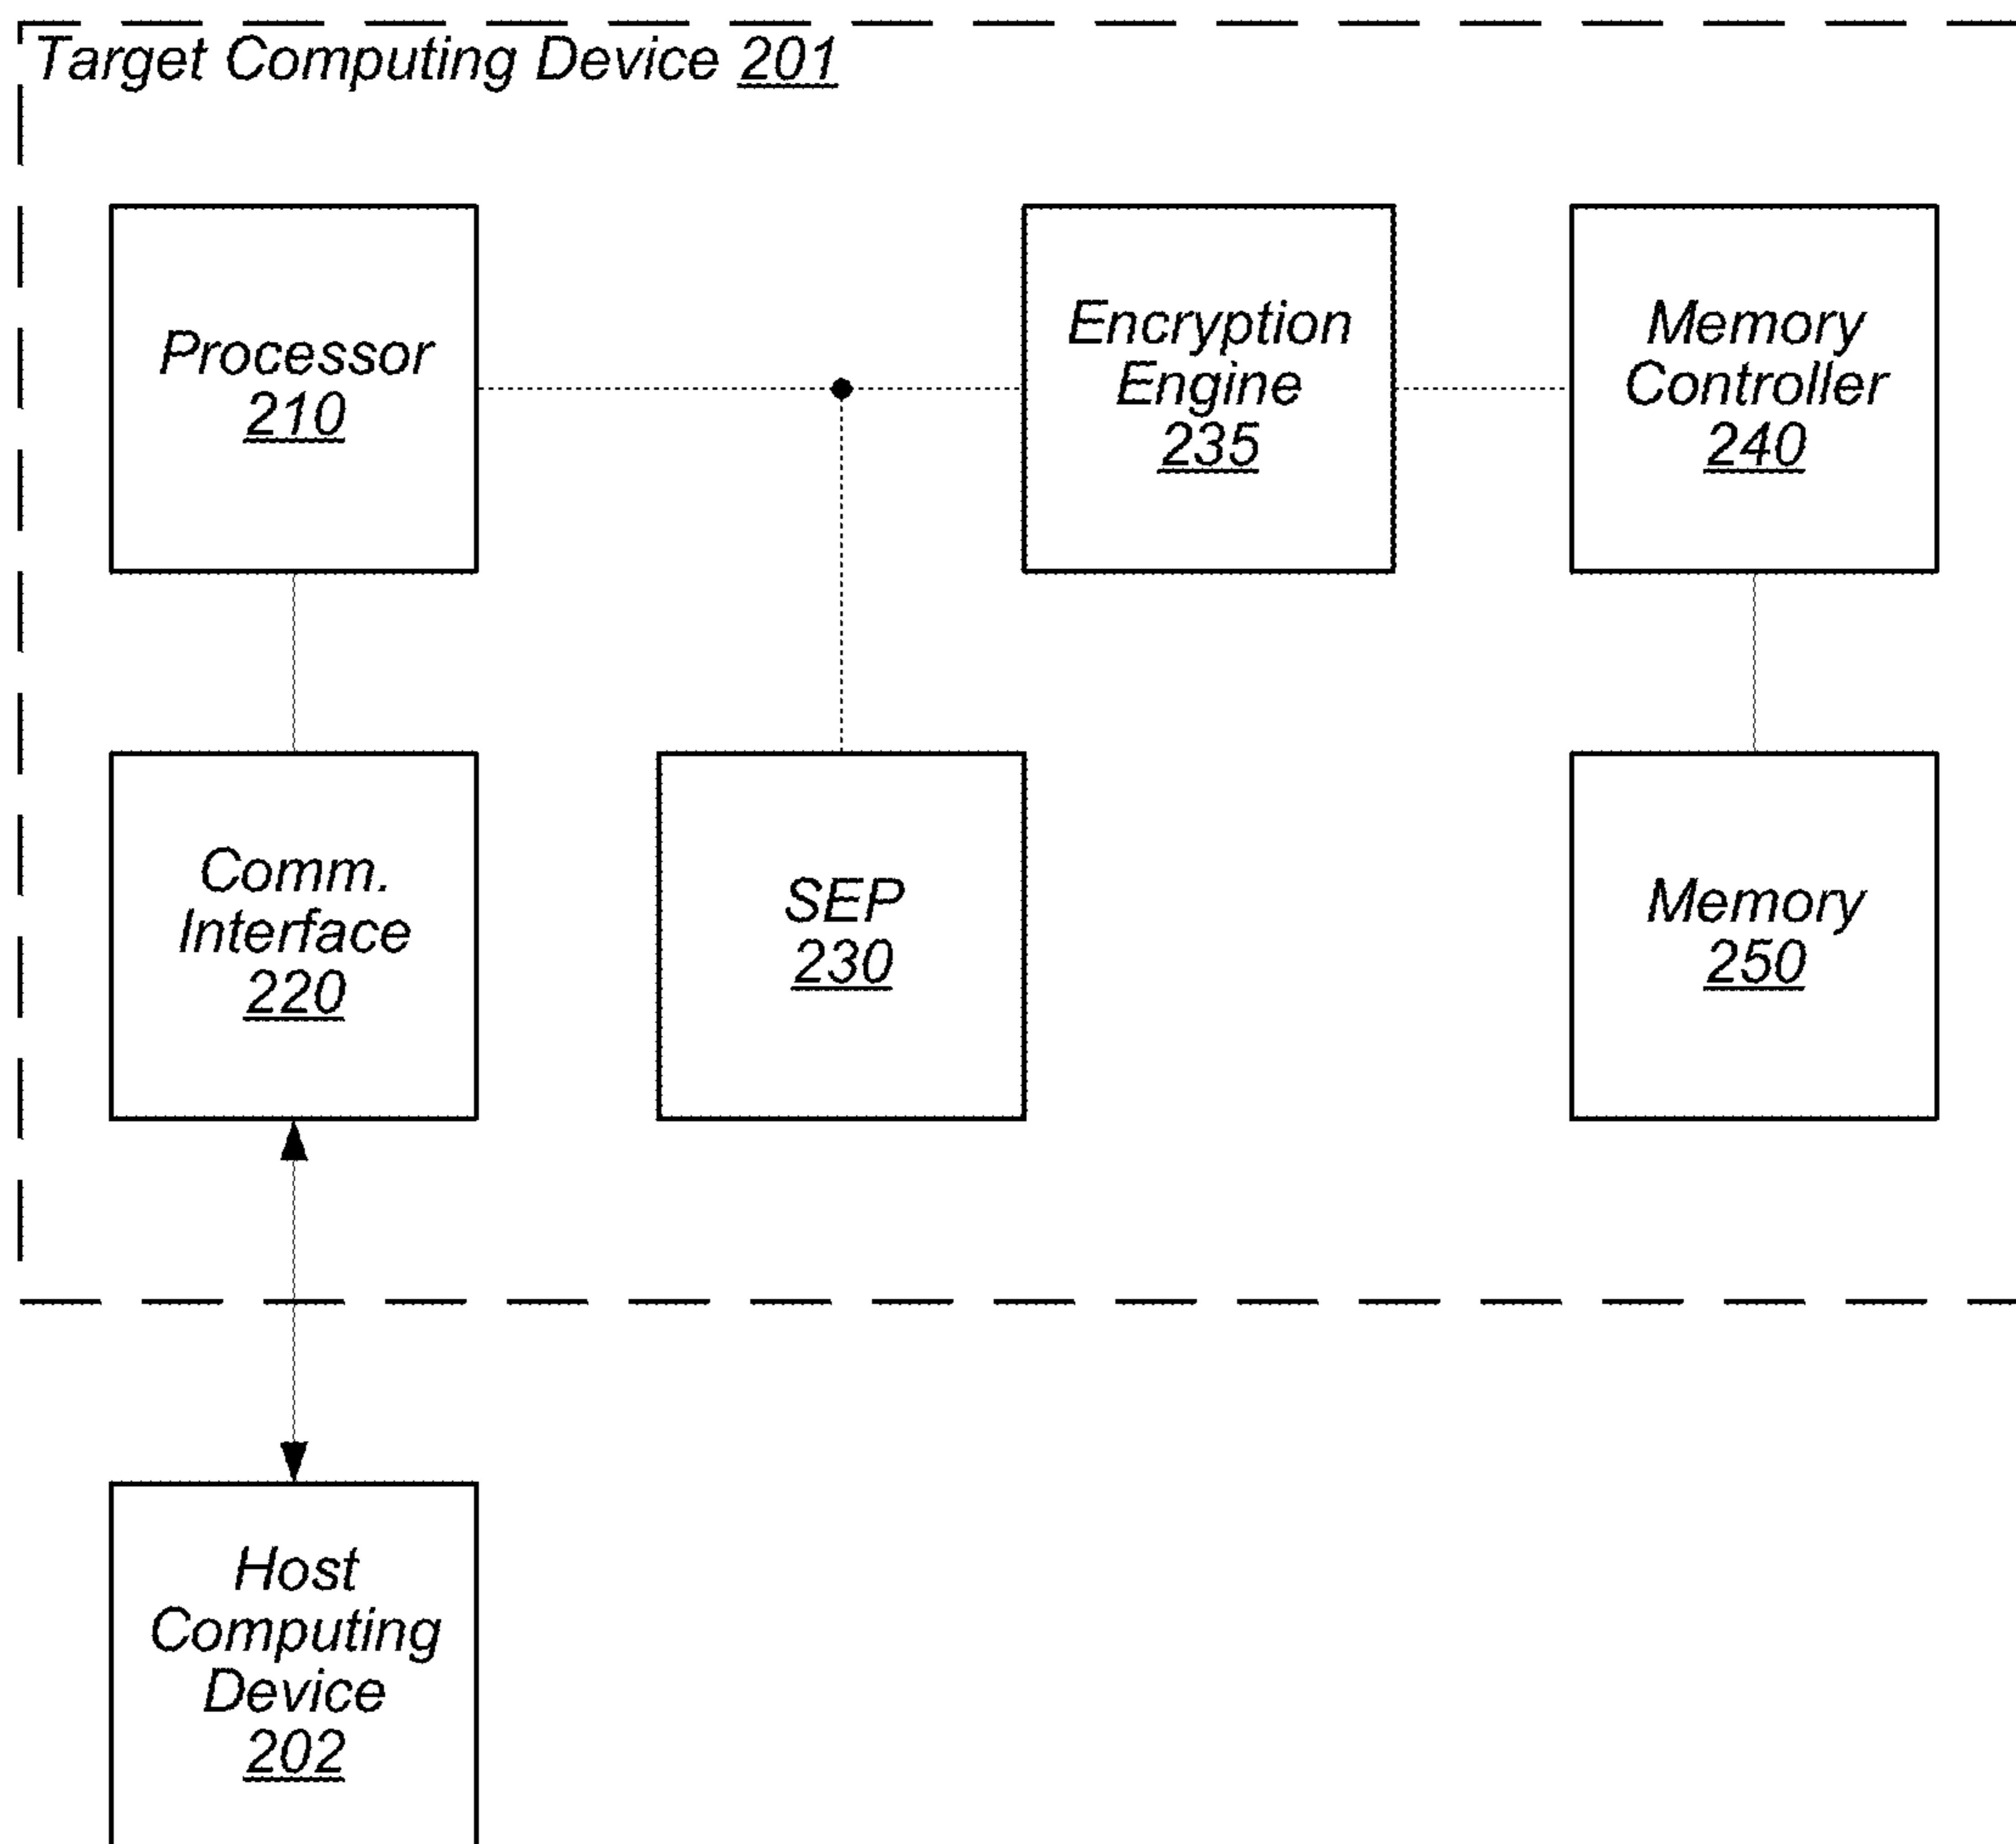 Target Computing Device 201
Processor
210
Encryption
Engine
235
Memory
Controller
240
Comm.
Interface
220
SEP
230
Memory
250
Host
Computing
Device
202